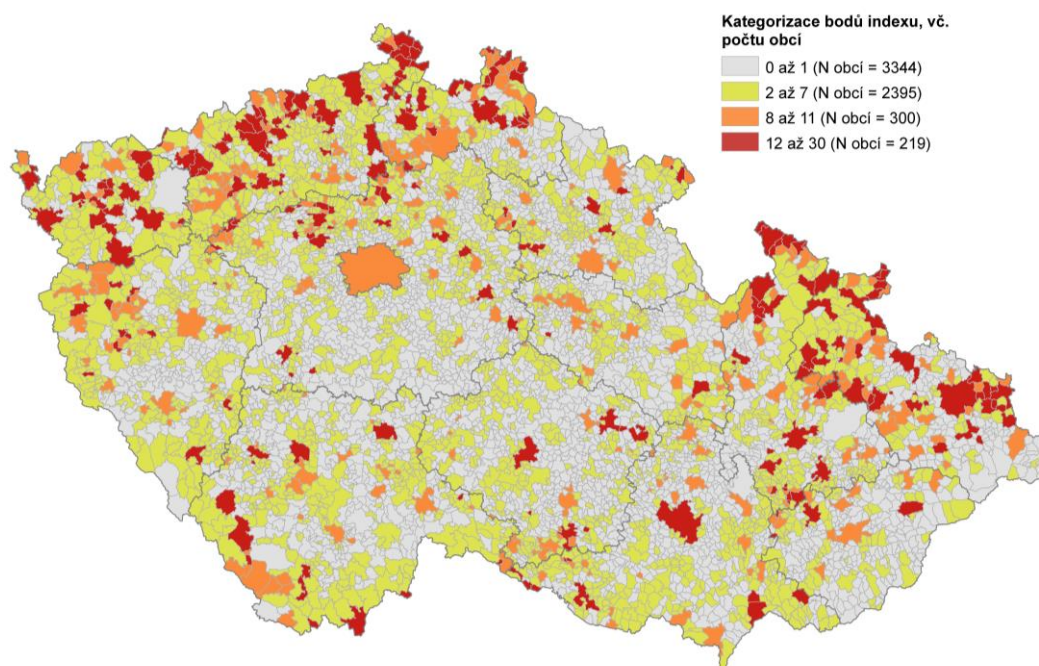 Kategorizace bodů indexu, vč.
počtu obcí
0 až 1 (N obcí = 3344)
2 až 7 (N obcí = 2395)
8 až 11 (N obcí = 300)
12 až 30 (N obcí = 219)